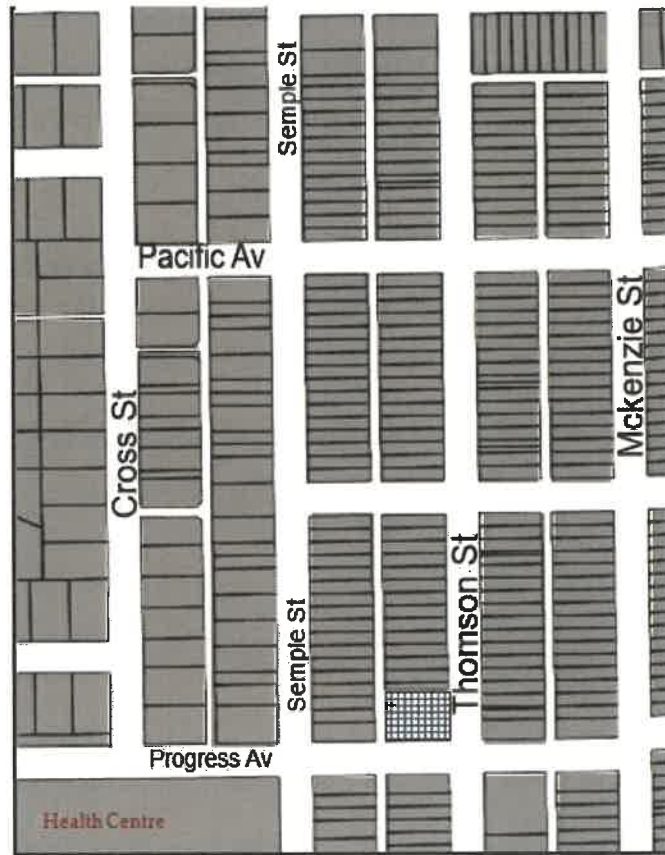 Semple St
Pacific Av
Mckenzie St
Cross St
Thomson St
Semple St
Progress Av
Health Centre